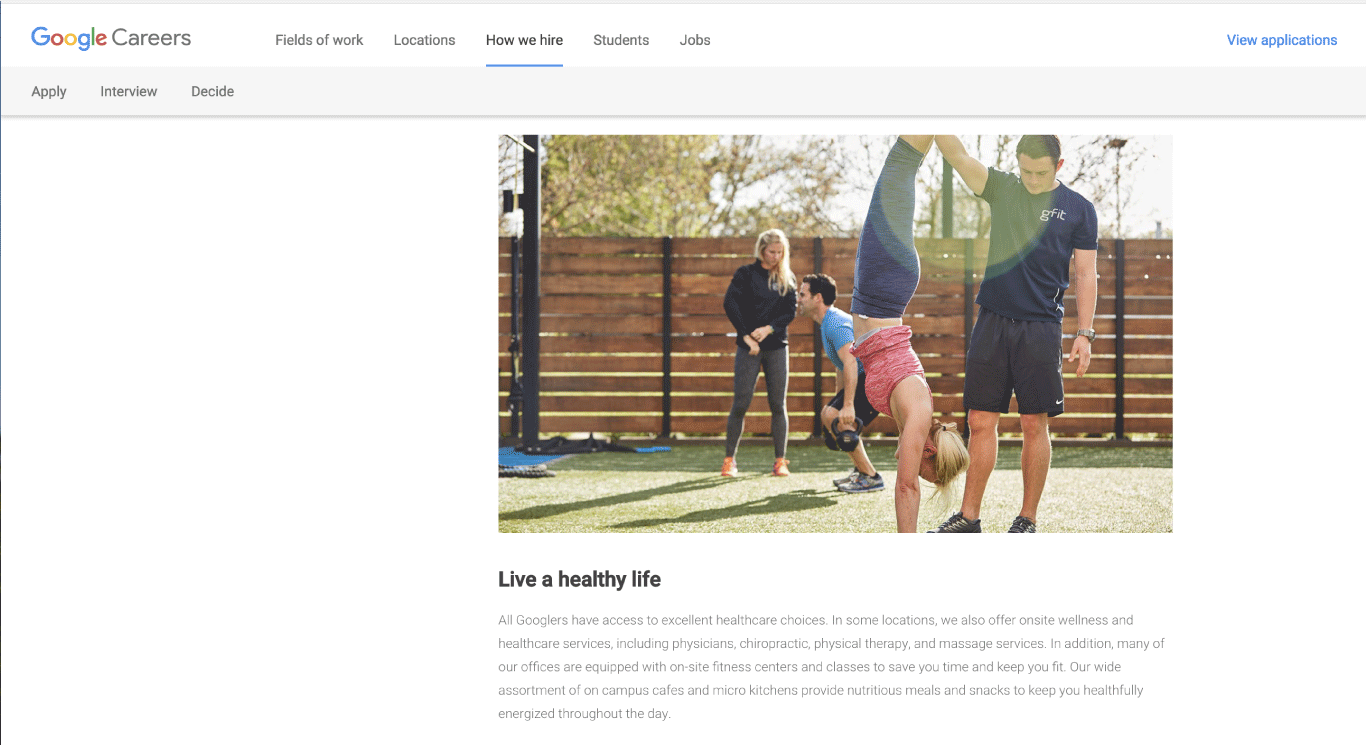 Google Careers Fields of work Locations How we hire Students Jobs View applications
Apply Interview Decide
gfit
Live a healthy life
All Googlers have access to excellent healthcare choices. In some locations, we also offer onsite wellness and
healthcare services, including physicians, chiropractic, physical therapy, and massage services. In addition, many of
our offices are equipped with on-site fitness centers and classes to save you time and keep you fit. Our wide
assortment of on campus cafes and micro kitchens provide nutritious meals and snacks to keep you healthfully
energized throughout the day.